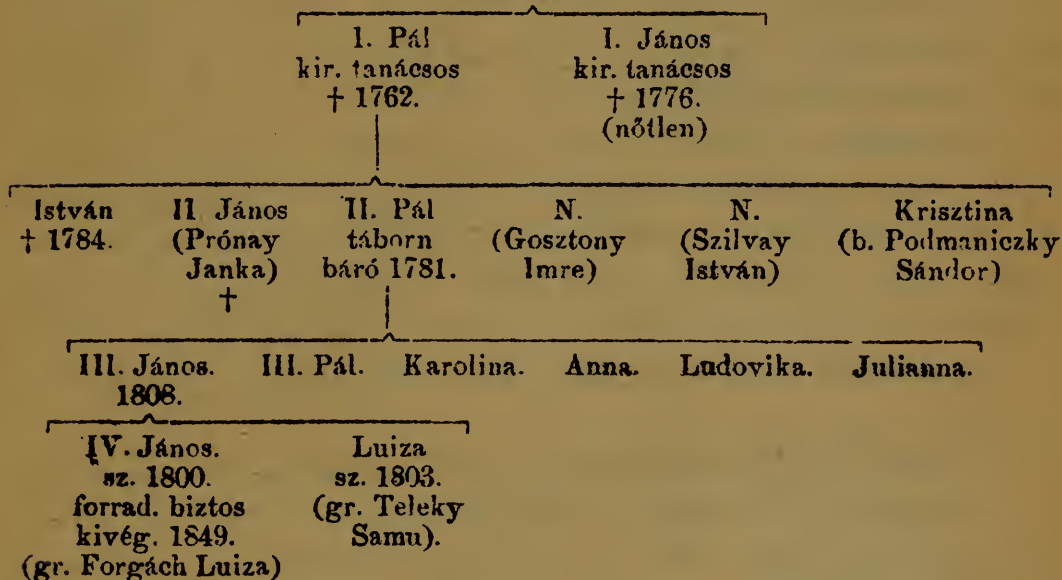 I. Pál I. János
kir. tanácsos kir. tanácsos
† 1762. † 1776.
(nőtlen)
István II János II. Pál N. N. Krisztina
† 1784. (Prónay táborn (Gosztony (Szilvay (b. Podmaniczky
Janka) báró 1781. Imre) István) Sándor)
†
III. János. III. Pál. Karolina. Anna. Ludovika. Julianna.
1808.
IV. János. Luiza
sz. 1800. sz. 1803.
forrad. biztos (gr. Teleky
kivég. 1849. Samu).
(gr. Forgách Luiza)